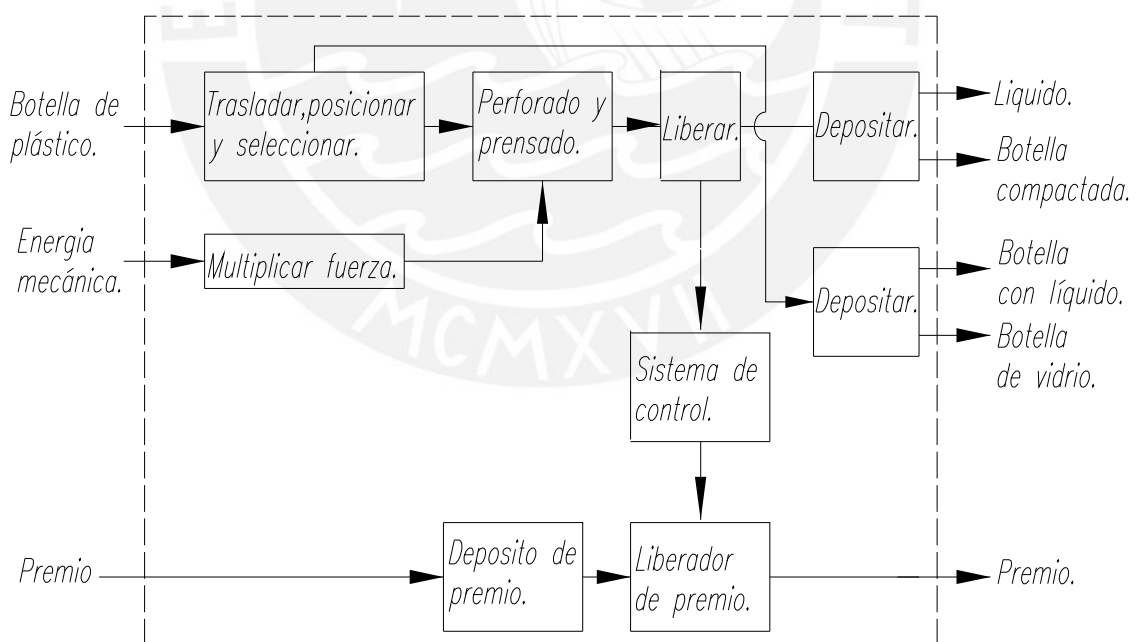 Botella de
plástico.
Trasladar,posicionar
y seleccionar.
Perforado y
prensado.
Liberar.
Depositar.
Liquido.
Botella
compactada.
Energia
mecánica.
Multiplicar fuerza.
Depositar.
Botella
con líquido.
Botella
de vidrio.
MCMXVII
Sistema de
control.
Premio
Deposito de
premio.
Liberador
de premio.
Premio.
E
T